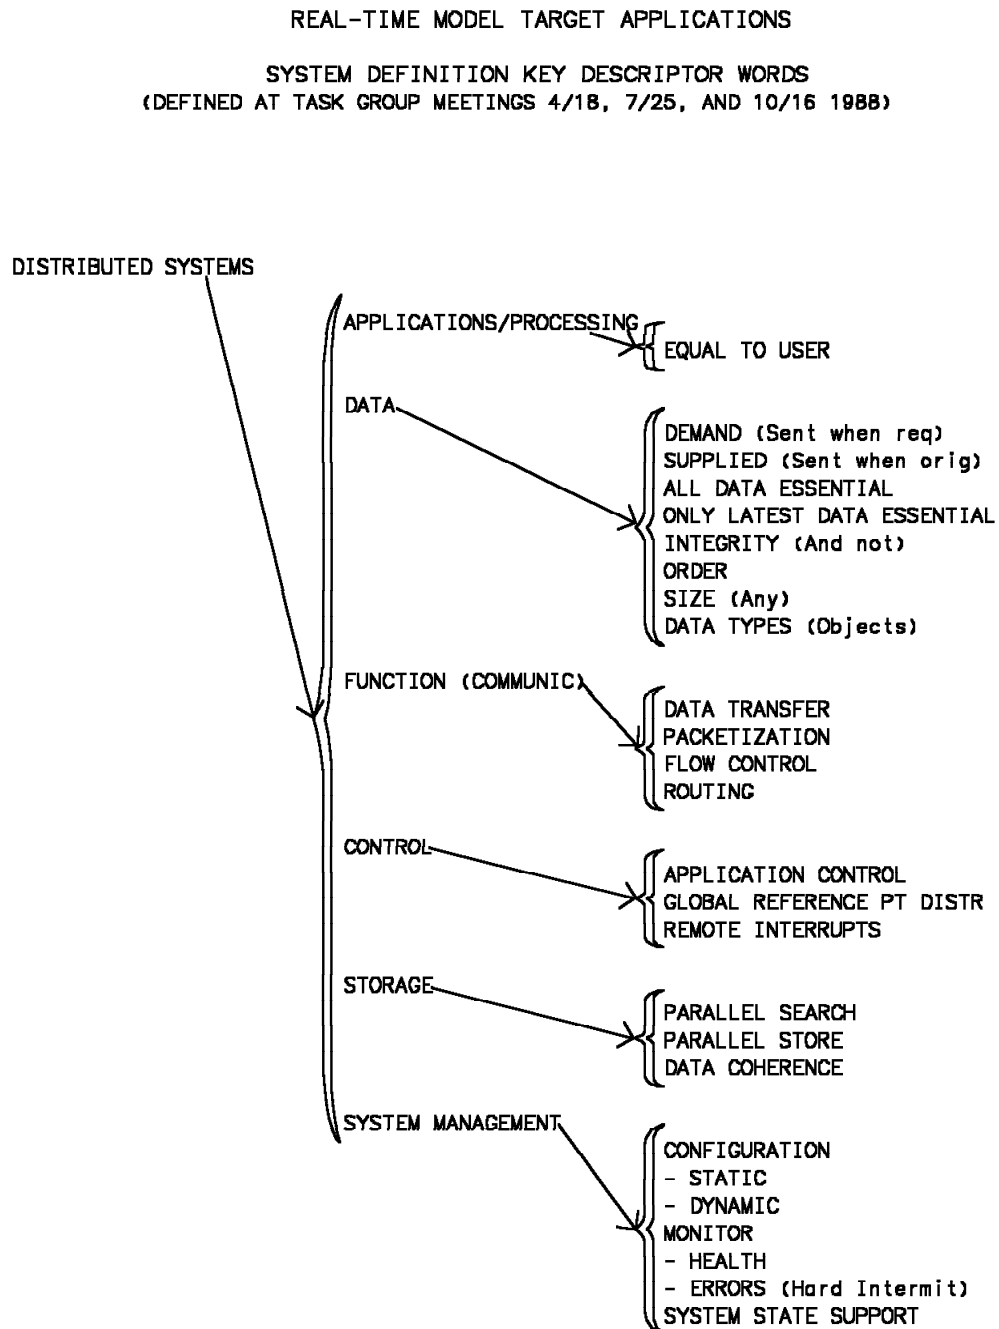 REAL-TIME MODEL TARGET APPLICATIONS
SYSTEM DEFINITION KEY DESCRIPTOR WORDS
(DEFINED AT TASK GROUP MEETINGS 4/18, 7/25, AND 10/16 1988)
DISTRIBUTED SYSTEMS
APPLICATIONS/PROCESSING
EQUAL TO USER
DATA
DEMAND (Sent when req)
SUPPLIED (Sent when orig)
ALL DATA ESSENTIAL
ONLY LATEST DATA ESSENTIAL
INTEGRITY (And not)
ORDER
SIZE (Any)
DATA TYPES (Objects)
FUNCTION (COMMUNIC)
DATA TRANSFER
PACKETIZATION
FLOW CONTROL
ROUTING
CONTROL
APPLICATION CONTROL
GLOBAL REFERENCE PT DISTR
REMOTE INTERRUPTS
STORAGE
PARALLEL SEARCH
PARALLEL STORE
DATA COHERENCE
SYSTEM MANAGEMENT
CONFIGURATION
- STATIC
- DYNAMIC
MONITOR
- HEALTH
- ERRORS (Hard Intermit)
SYSTEM STATE SUPPORT